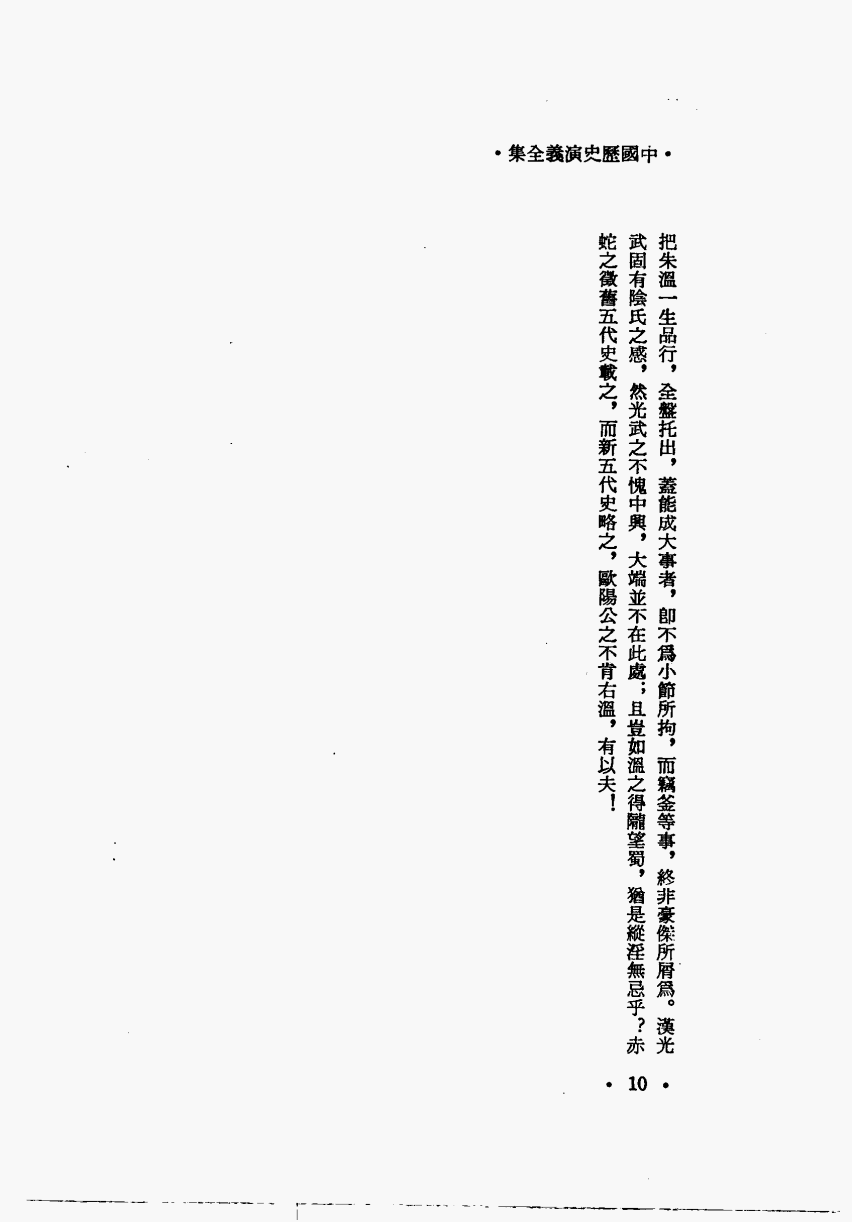 •中國歷史演義全集•
把朱溫一生品行，全盤托出，蓋能成大事者，卽不爲小節所拘，而竊釜等事，終非豪傑所屑爲。漢光
武固有陰氏之感，然光武之不愧中興，大端並不在此處；且豈如溫之得隴望蜀，猶是縱淫無忌乎？赤
蛇之徵舊五代史載之，而新五代史略之，歐陽公之不肯右溫，有以夫！
• 10 •